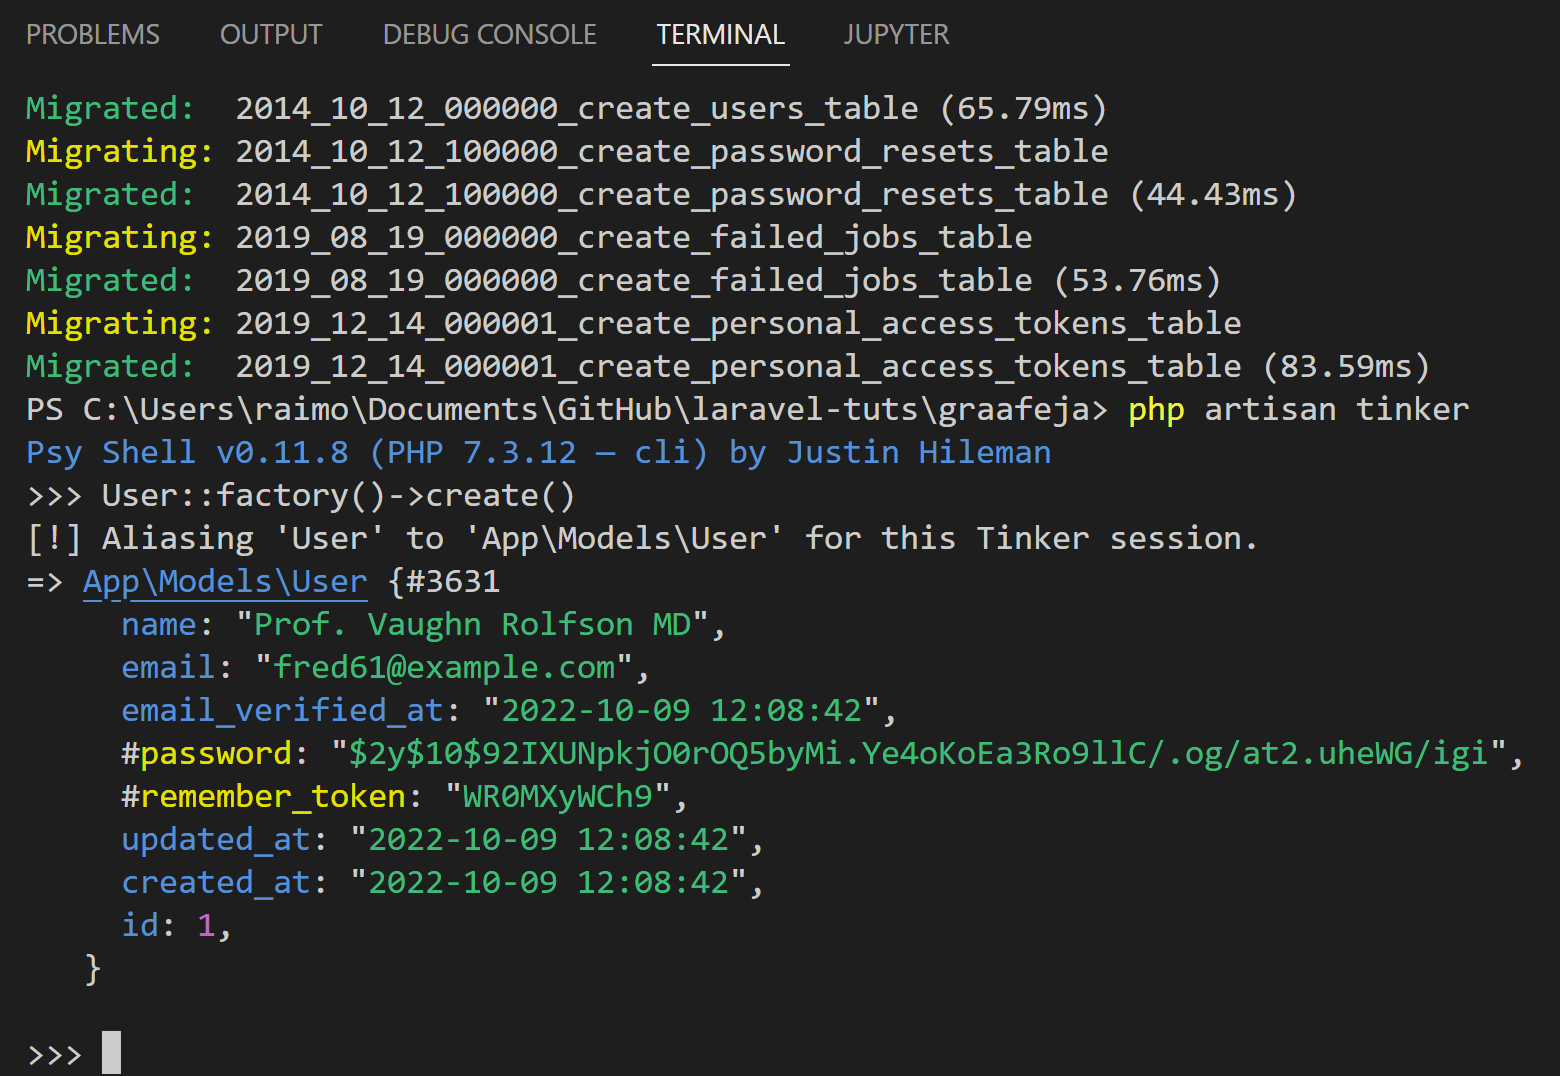 PROBLEMS OUTPUT DEBUG CONSOLE TERMINAL JUPYTER
Migrated:  2014_10_12_000000_create_users_table (65.79ms)
Migrating: 2014_10_12_100000_create_password_resets_table
Migrated:  2014_10_12_100000_create_password_resets_table (44.43ms)
Migrating: 2019_08_19_000000_create_failed_jobs_table
Migrated:  2019_08_19_000000_create_failed_jobs_table (53.76ms)
Migrating: 2019_12_14_000001_create_personal_access_tokens_table
Migrated:  2019_12_14_000001_create_personal_access_tokens_table (83.59ms)
PS C:\Users\raimo\Documents\GitHub\laravel-tuts\graafeja> php artisan tinker
Psy Shell v0.11.8 (PHP 7.3.12 — cli) by Justin Hileman
>>> User::factory()->create()
[!] Aliasing 'User' to 'App\Models\User' for this Tinker session.
=> App\Models\User {#3631
     name: "Prof. Vaughn Rolfson MD",
     email: "fred61@example.com",
     email_verified_at: "2022-10-09 12:08:42",
     #password: "$2y$10$92IXUNpkjO0rOQ5byMi.Ye4oKoEa3Ro9llC/.og/at2.uheWG/igi",
     #remember_token: "WR0MXyWCh9",
     updated_at: "2022-10-09 12:08:42",
     created_at: "2022-10-09 12:08:42",
     id: 1,
   }
>>>